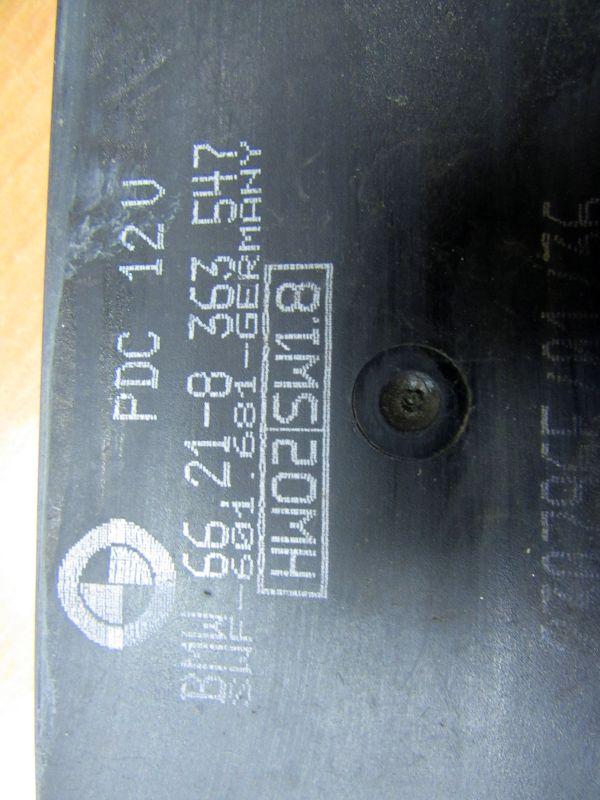 PDC 12V
BMW 66.21-8 363 547
SWF-601.681-GERMANY
HW02 SW1.8